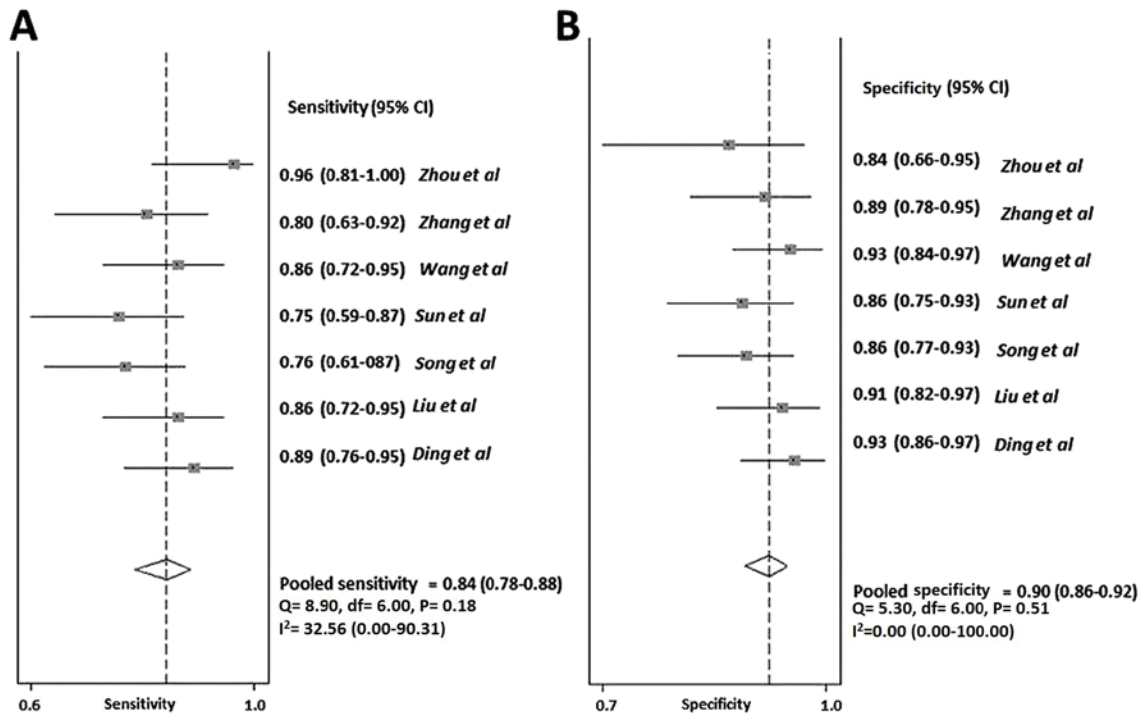 A
Sensitivity (95% CI)
0.96 (0.81-1.00) Zhou et al
0.80 (0.63-0.92) Zhang et al
0.86 (0.72-0.95) Wang et al
0.75 (0.59-0.87) Sun et al
0.76 (0.61-087) Song et al
0.86 (0.72-0.95) Liu et al
0.89 (0.76-0.95) Ding et al
Pooled sensitivity = 0.84 (0.78-0.88)
Q= 8.90, df= 6.00, P= 0.18
I²= 32.56 (0.00-90.31)
0.6 Sensitivity 1.0
B
Specificity (95% CI)
0.84 (0.66-0.95) Zhou et al
0.89 (0.78-0.95) Zhang et al
0.93 (0.84-0.97) Wang et al
0.86 (0.75-0.93) Sun et al
0.86 (0.77-0.93) Song et al
0.91 (0.82-0.97) Liu et al
0.93 (0.86-0.97) Ding et al
Pooled specificity = 0.90 (0.86-0.92)
Q= 5.30, df= 6.00, P= 0.51
I²=0.00 (0.00-100.00)
0.7 Specificity 1.0